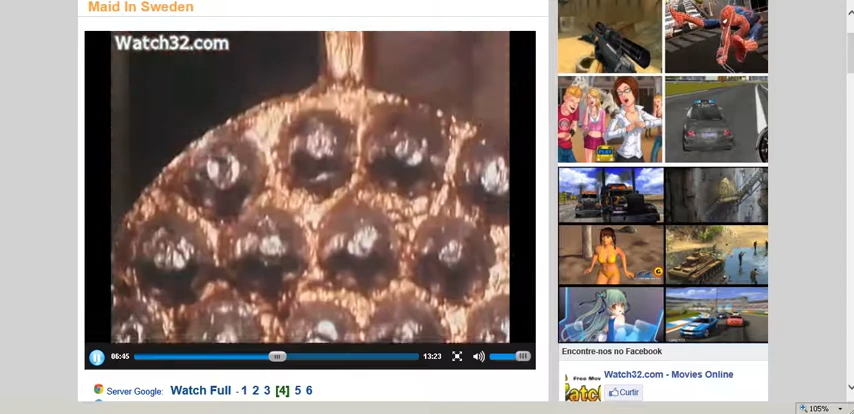 Maid In Sweden
Watch32.com
06:45
13:23
Server Google: Watch Full - 1 2 3 [4] 5 6
PLAY
Encontre-nos no Facebook
Watch32.com - Movies Online
Curtir
105%